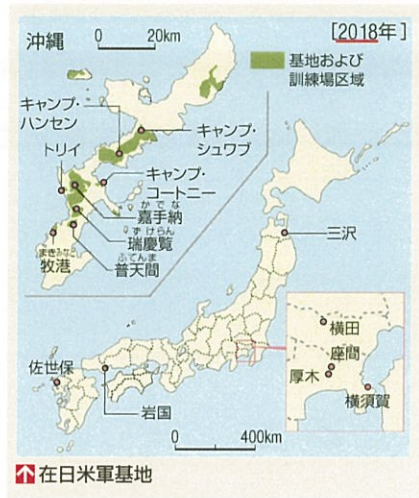 沖縄
0 20km
[2018年]
基地および
訓練場区域
キャンプ・
ハンセン
キャンプ・
シュワブ
トリイ
キャンプ・
コートニー
かでな
嘉手納
ずけらん
瑞慶覧
まきみなと
牧港
ふてんま
普天間
三沢
横田
座間
厚木
横須賀
佐世保
岩国
0 400km
在日米軍基地